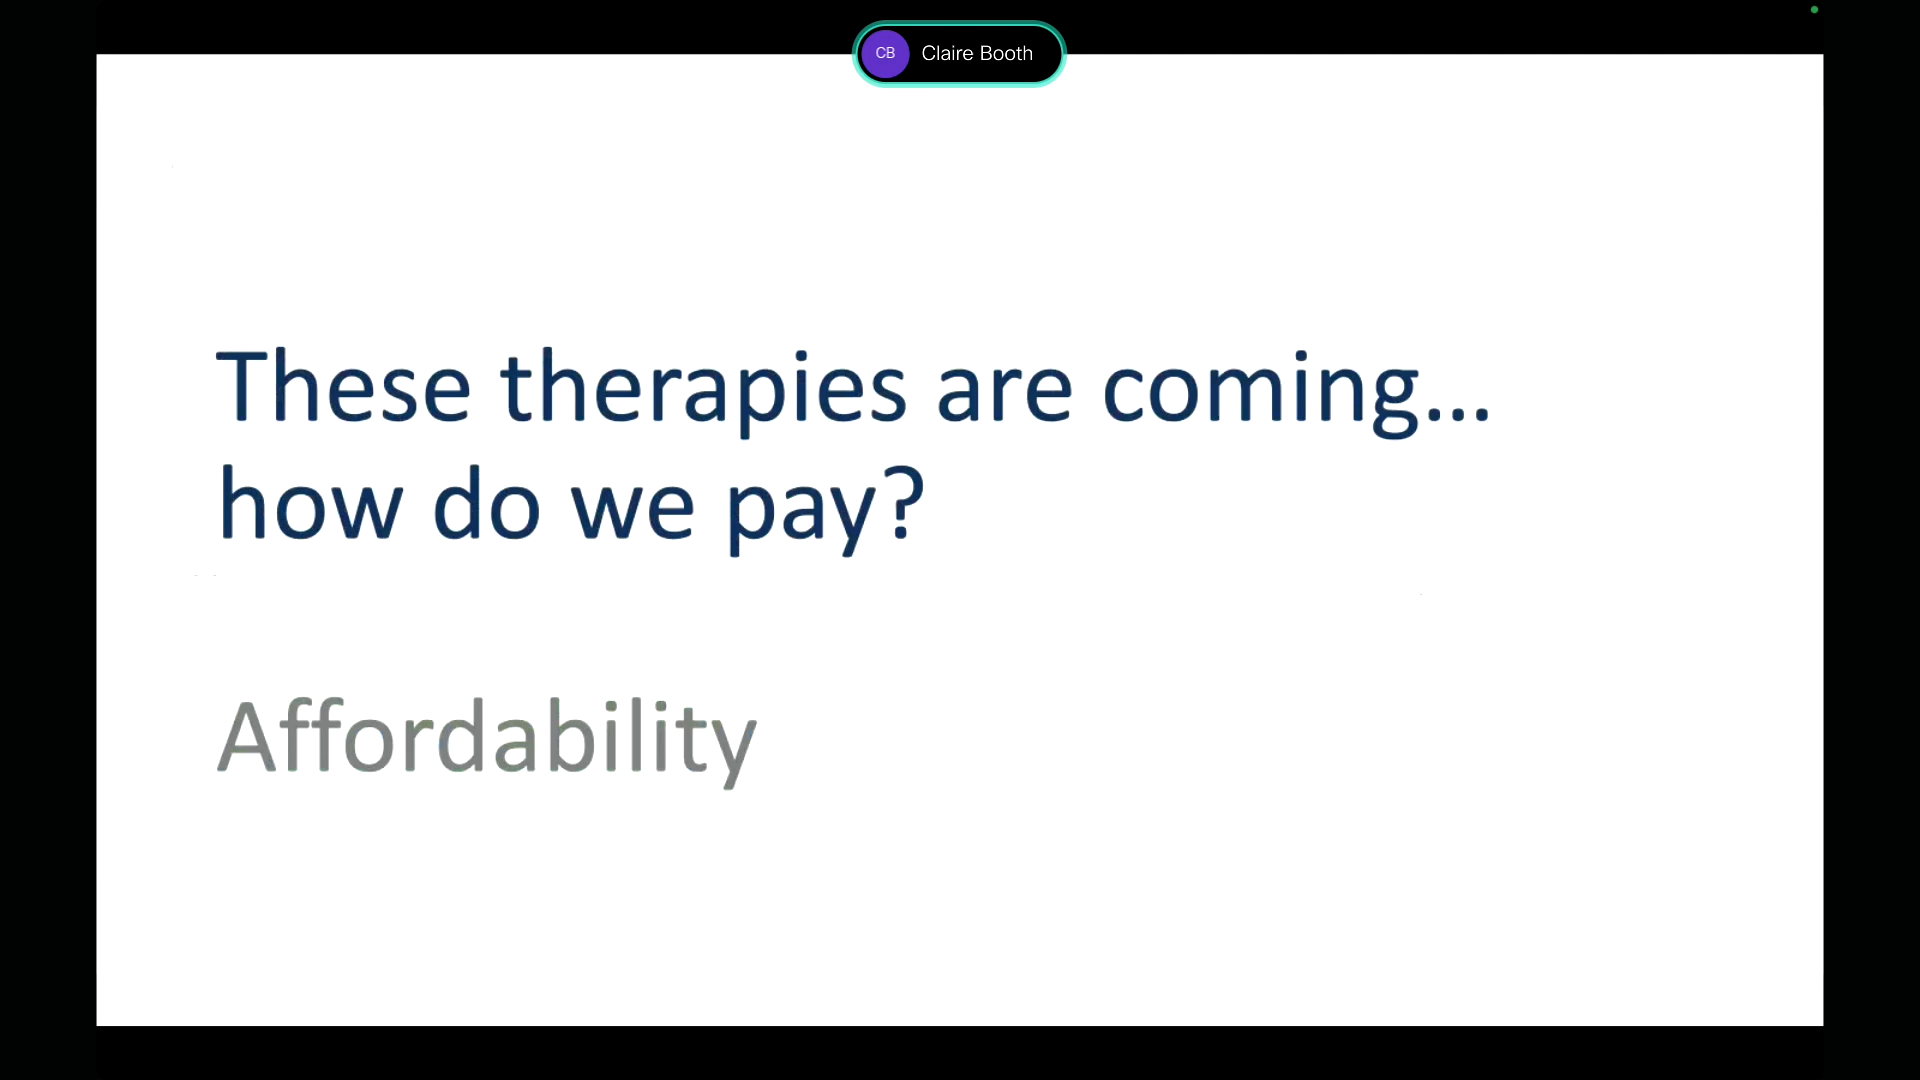 CB Claire Booth
These therapies are coming...
how do we pay?
Affordability